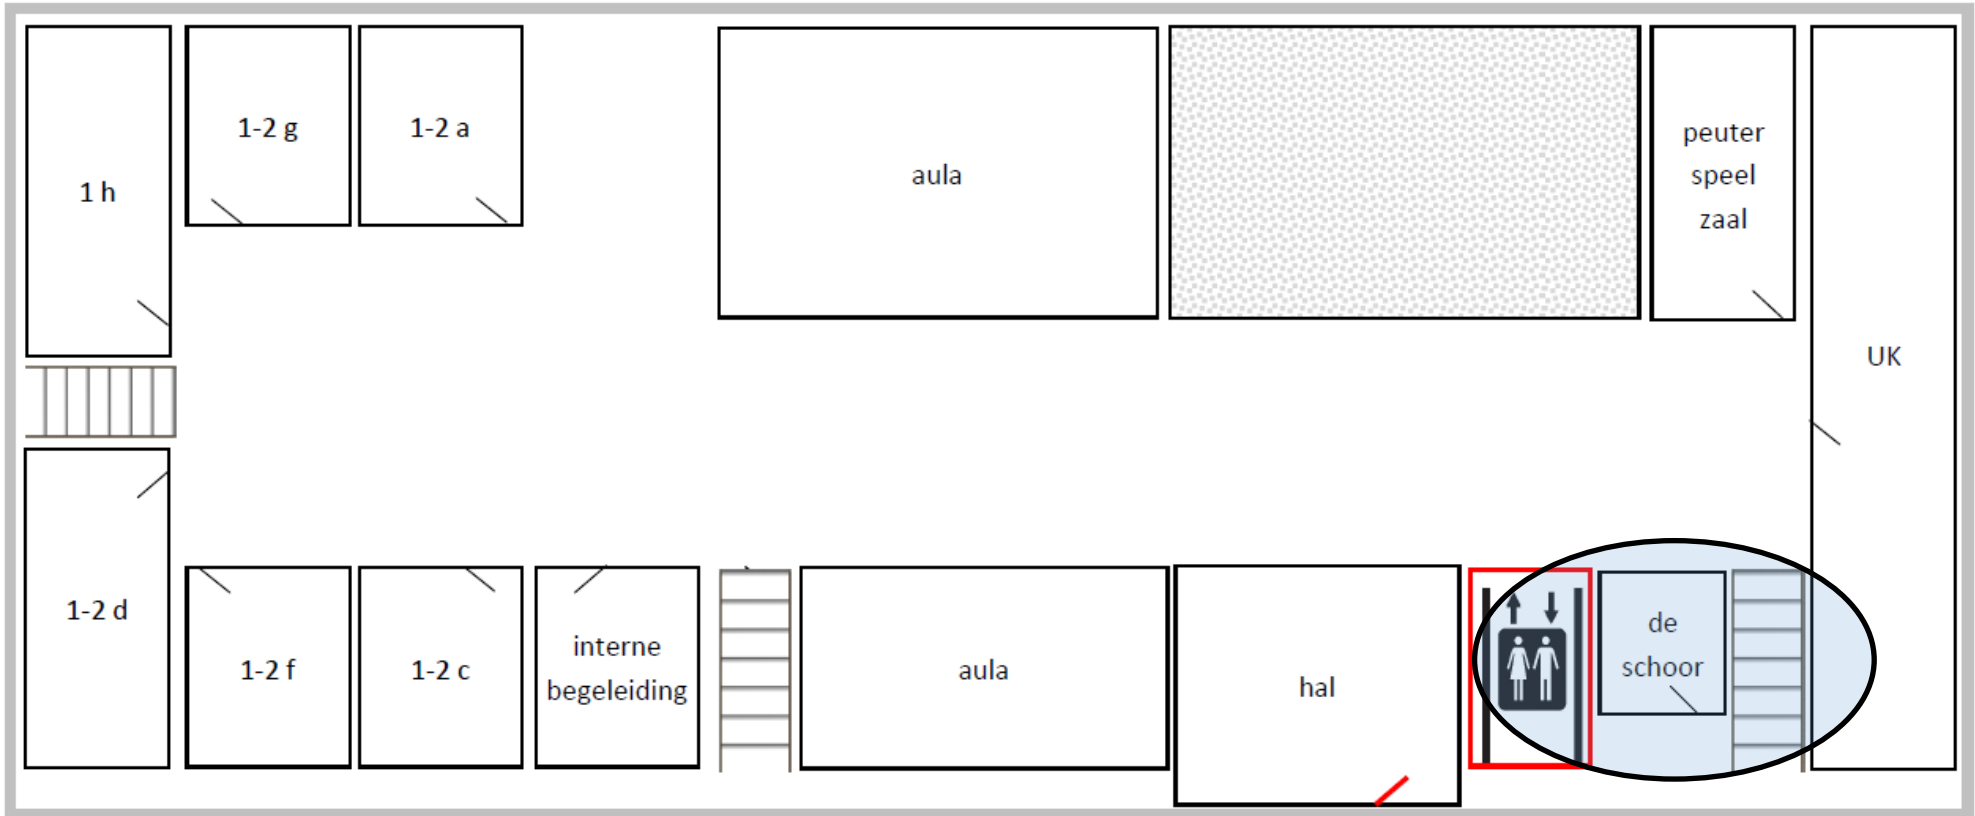 1 h
1-2 g
1-2 a
aula
peuter
speel
zaal
UK
1-2 d
1-2 f
1-2 c
interne
begeleiding
aula
hal
de
schoor